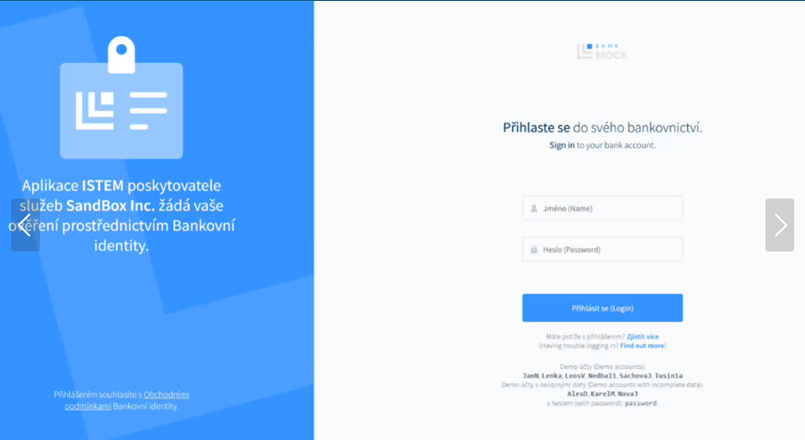 Aplikace ISTEM poskytovatele
služeb SandBox Inc. žádá vaše
ověření prostřednictvím Bankovní
identity.
Přihlášením souhlasíte s Obchodními
podmínkami Bankovní identity.
BANK
MOCK
Přihlaste se do svého bankovnictví.
Sign in to your bank account.
Jméno (Name)
Heslo (Password)
Přihlásit se (Login)
Máte potíže s přihlášením? Zjistit více
(Having trouble logging in? Find out more)
Demo účty (Demo accounts):
JanN, Lenka, LeosV, Nedbal1, SachovaJ, Tusinia
Demo účty s neúplnými daty (Demo accounts with incomplete data):
AlesD, KarelM, NovaJ
s heslem (with password): password.